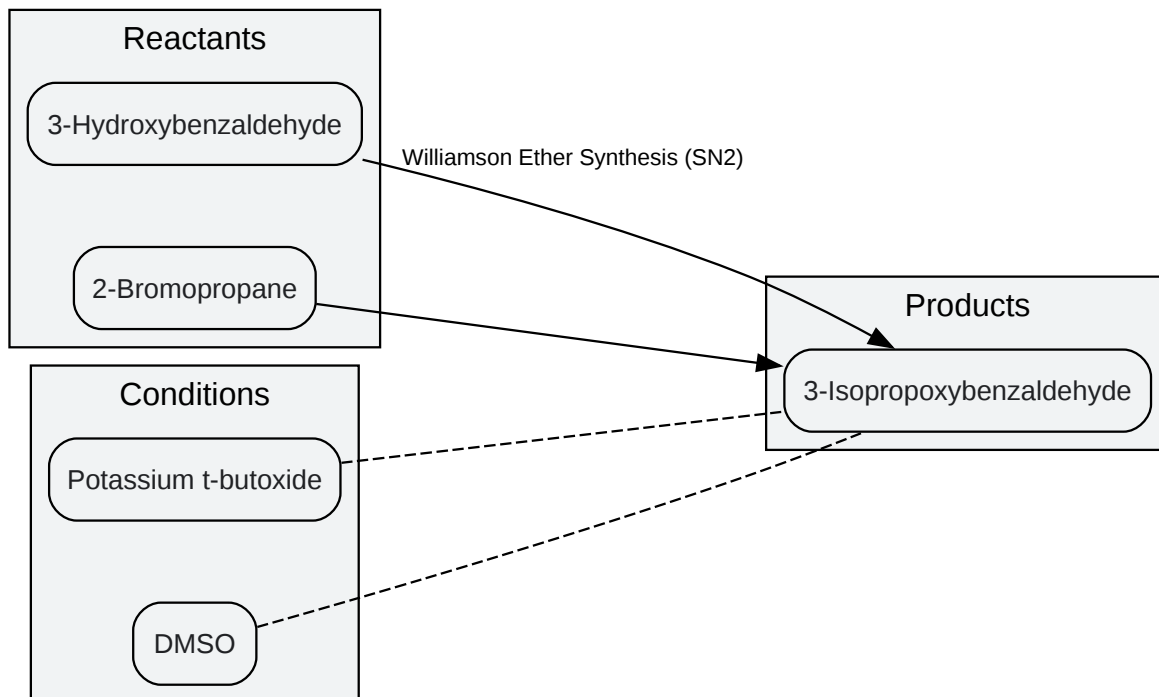 Reactants
3-Hydroxybenzaldehyde
Williamson Ether Synthesis (SN2)
2-Bromopropane
Products
3-Isopropoxybenzaldehyde
Conditions
Potassium t-butoxide
DMSO